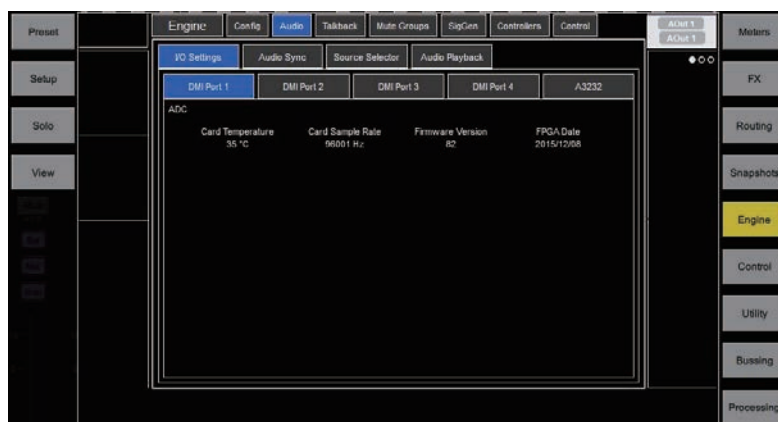 Preset
Setup
Solo
View
Engine Config Audio Talkback Mute Groups SigGen Controllers Control
I/O Settings Audio Sync Source Selector Audio Playback
DMI Port 1 DMI Port 2 DMI Port 3 DMI Port 4 A3232
ADC
Card Temperature Card Sample Rate Firmware Version FPGA Date
35 °C 96001 Hz 82 2015/12/08
AOut 1
AOut 1
Meters
FX
Routing
Snapshots
Engine
Control
Utility
Bussing
Processing